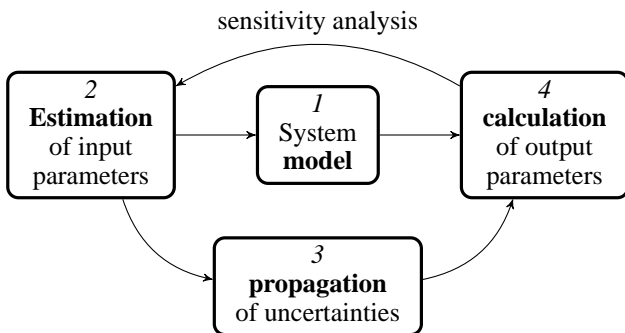 sensitivity analysis
2
Estimation
of input
parameters
1
System
model
4
calculation
of output
parameters
3
propagation
of uncertainties